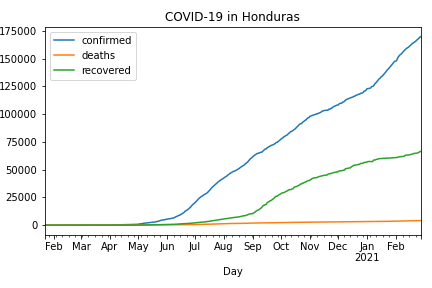 COVID-19 in Honduras
175000
150000
125000
100000
75000
50000
25000
0
confirmed
deaths
recovered
Feb Mar Apr May Jun Jul Aug Sep Oct Nov Dec Jan Feb
2021
Day